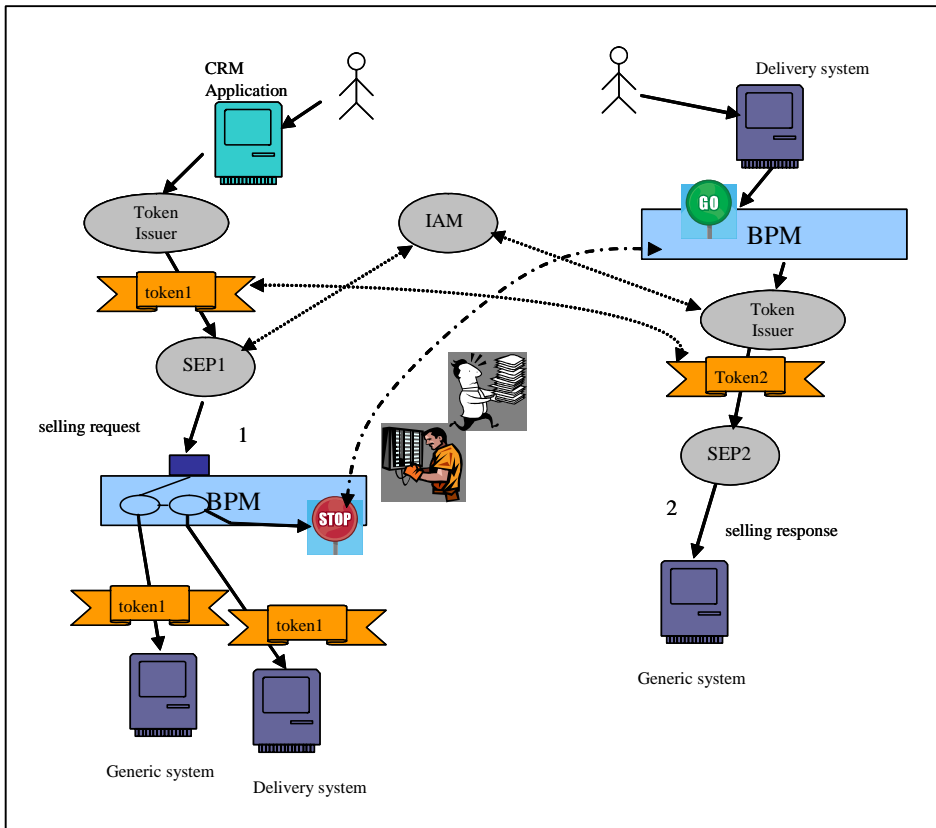 CRM
Application
Delivery system
Token
Issuer
IAM
GO
BPM
token1
Token
Issuer
SEP1
Token2
selling request
1
SEP2
BPM
STOP
2
selling response
token1
token1
Generic system
Generic system
Delivery system